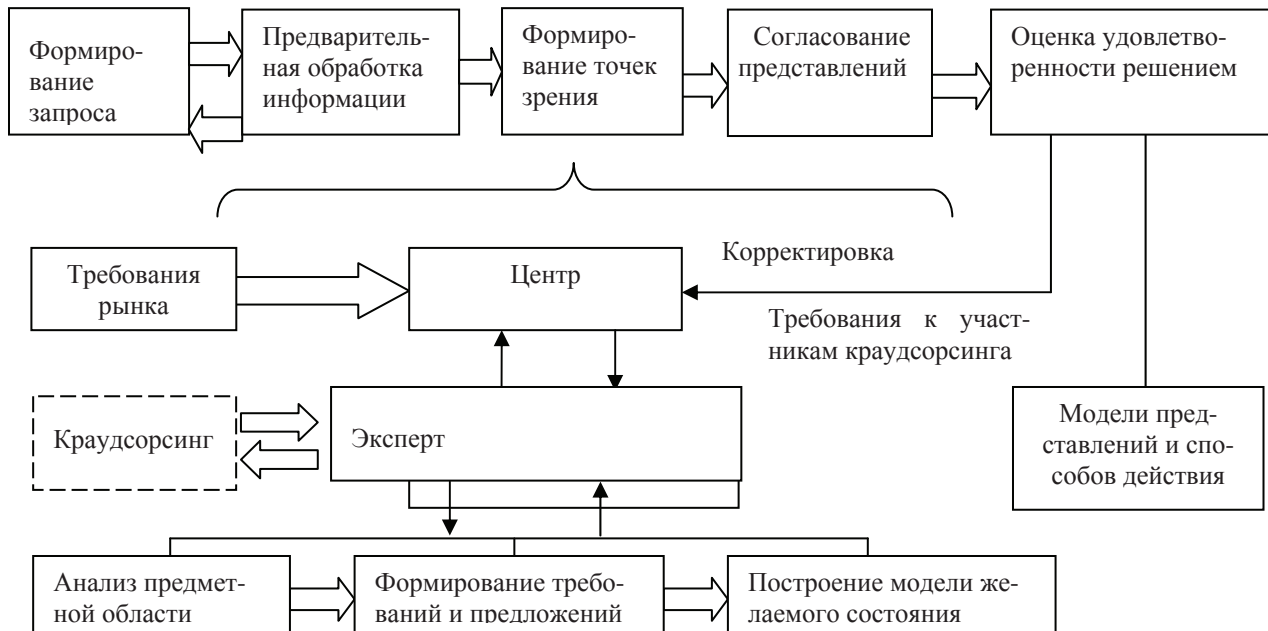 Формиро-
вание
запроса
Предваритель-
ная обработка
информации
Формиро-
вание точек
зрения
Согласование
представлений
Оценка удовлетво-
ренности решением
Требования
рынка
Центр
Корректировка
Требования к участ-
никам краудсорсинга
Краудсорсинг
Эксперт
Модели пред-
ставлений и спо-
собов действия
Анализ предмет-
ной области
Формирование требо-
ваний и предложений
Построение модели же-
лаемого состояния